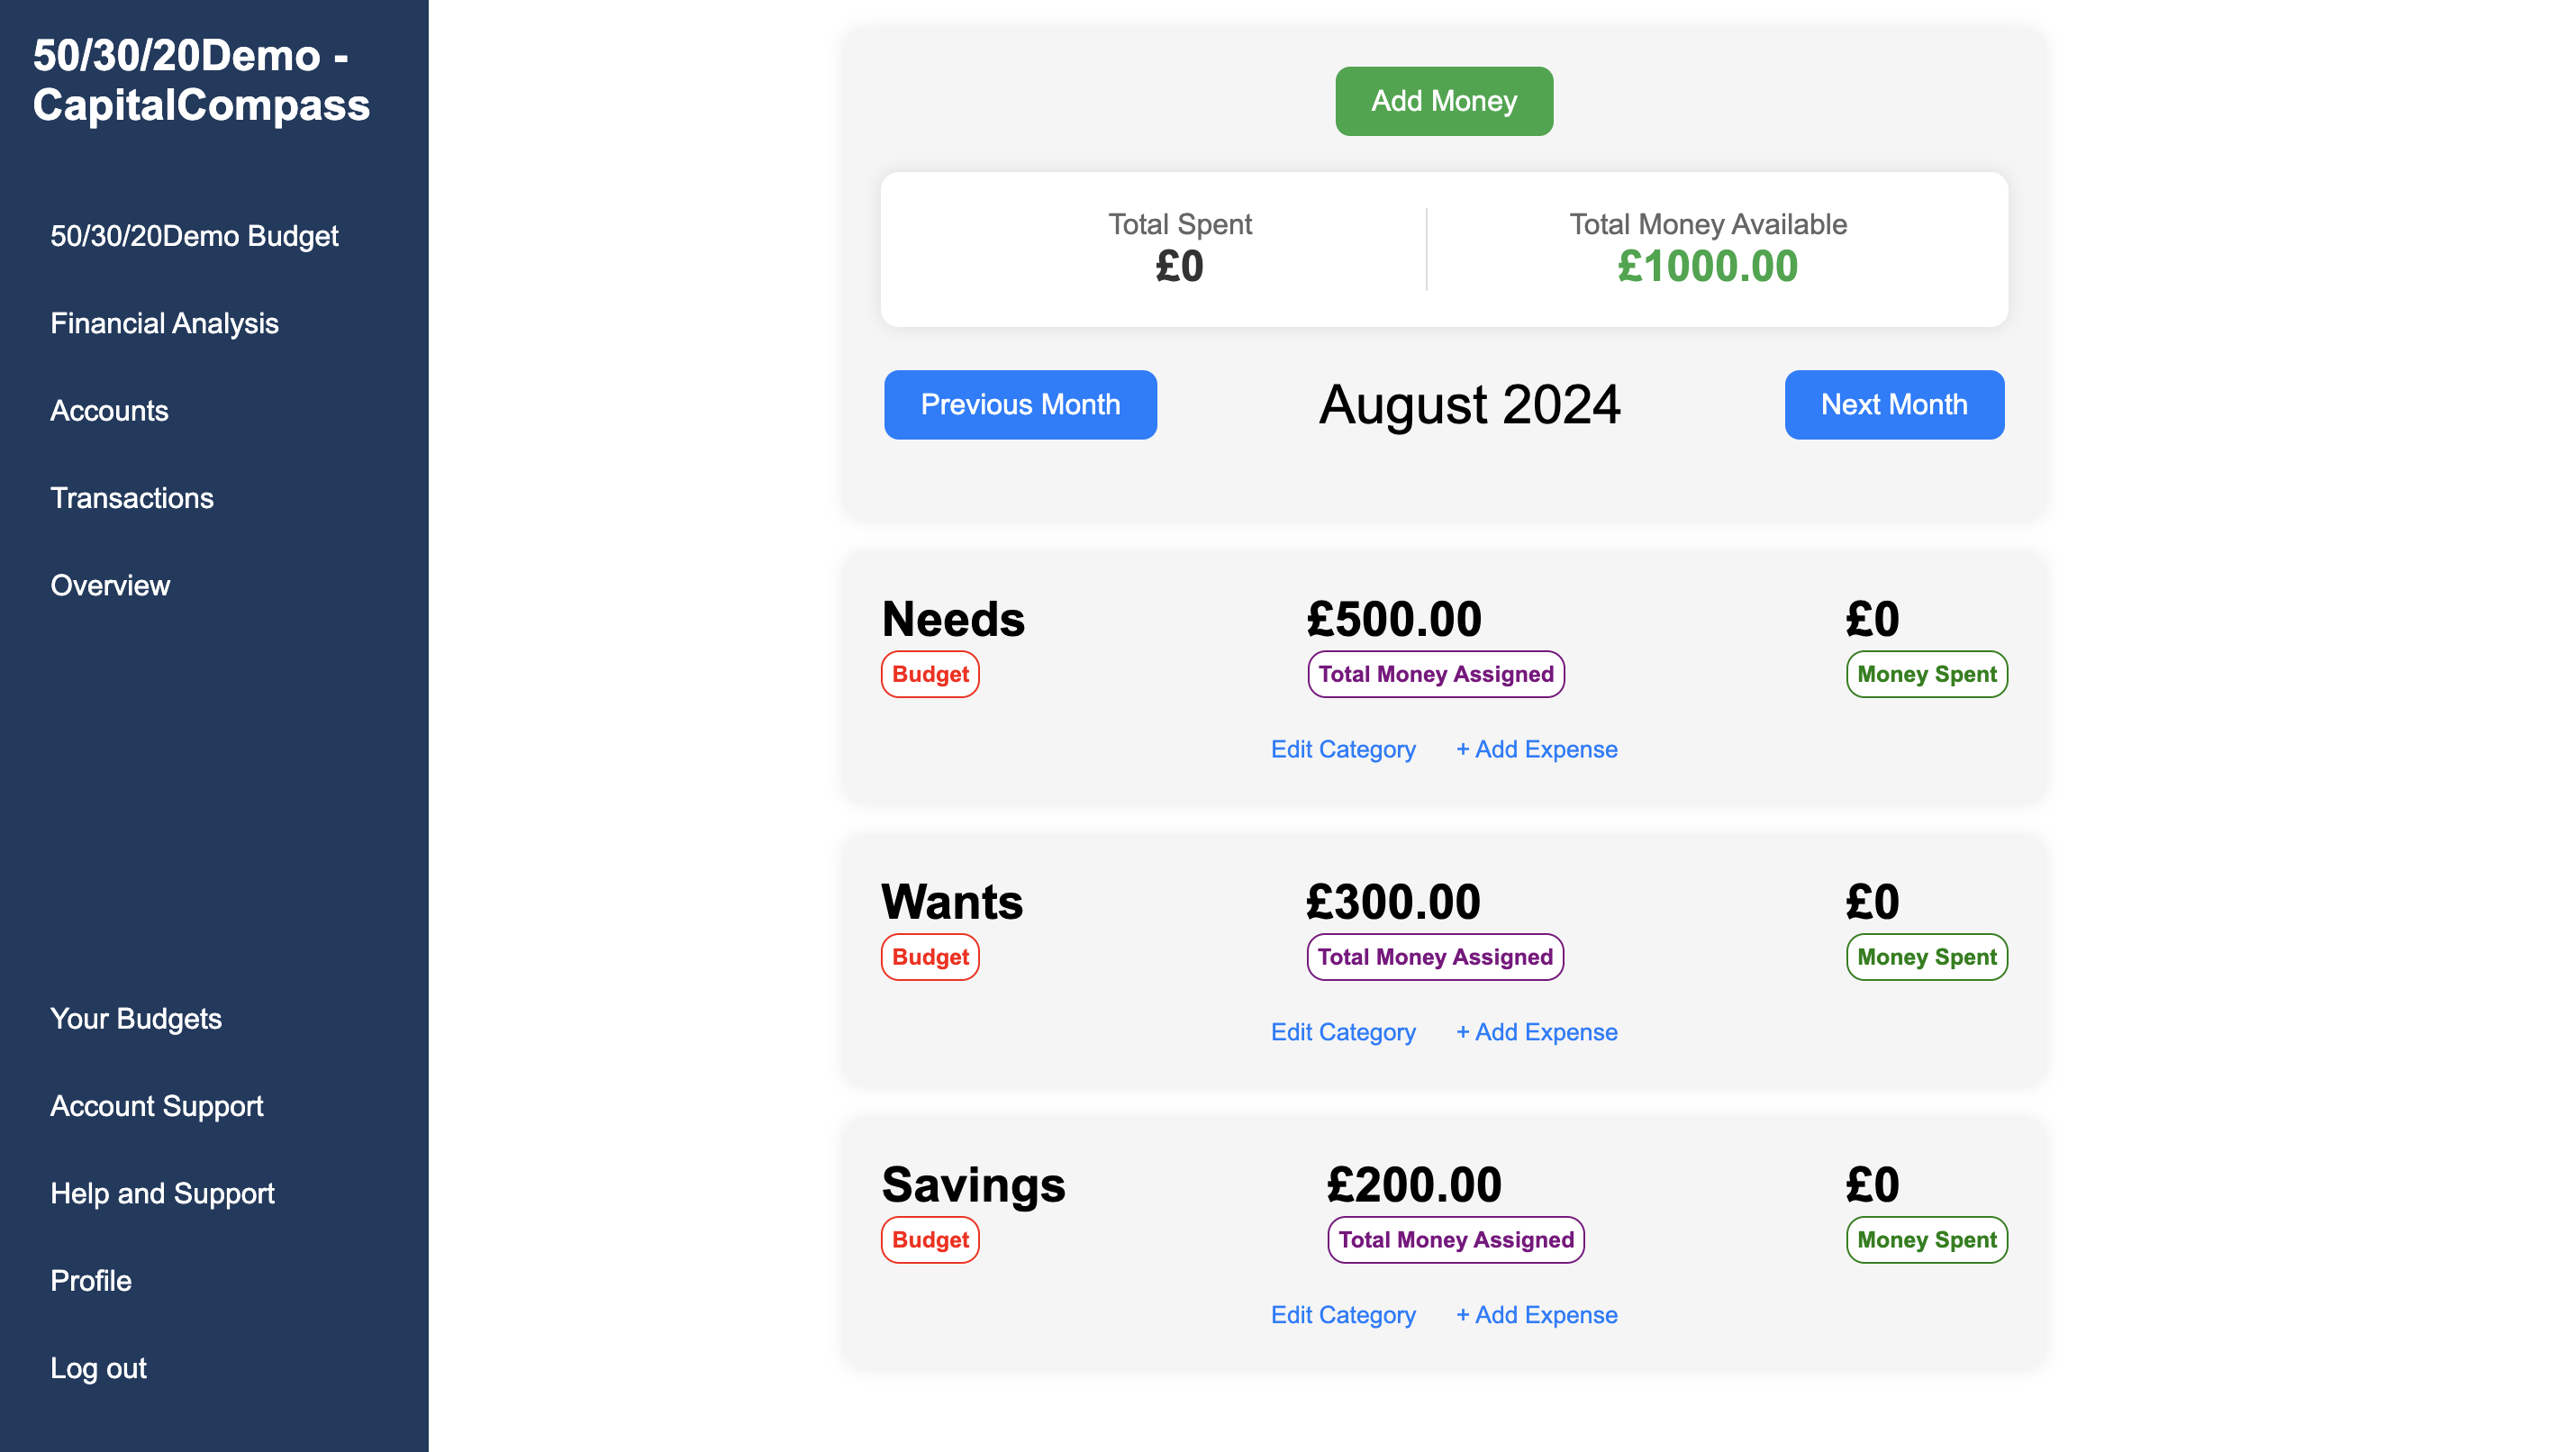 50/30/20Demo -
CapitalCompass
50/30/20Demo Budget
Financial Analysis
Accounts
Transactions
Overview
Your Budgets
Account Support
Help and Support
Profile
Log out
Add Money
Total Spent
£0
Total Money Available
£1000.00
Previous Month
August 2024
Next Month
Needs
Budget
£500.00
Total Money Assigned
£0
Money Spent
Edit Category
+ Add Expense
Wants
Budget
£300.00
Total Money Assigned
£0
Money Spent
Edit Category
+ Add Expense
Savings
Budget
£200.00
Total Money Assigned
£0
Money Spent
Edit Category
+ Add Expense